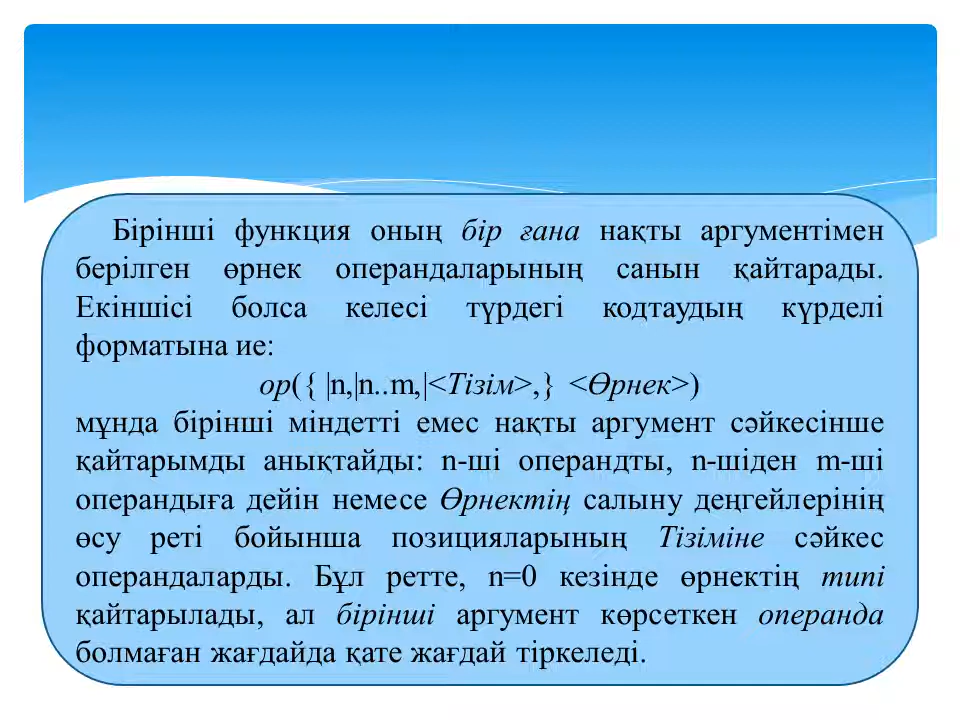 Бірінші функция оның бір ғана нақты аргументімен
берілген өрнек операндаларының санын қайтарады.
Екіншісі болса келесі түрдегі кодтаудың күрделі
форматына ие:
op({ |n,|n..m,|<Тізім>,} <Өрнек>)
мұнда бірінші міндетті емес нақты аргумент сәйкесінше
қайтарымды анықтайды: n-ші операндты, n-шіден m-ші
операндыға дейін немесе Өрнектің салыну деңгейлерінің
өсу реті бойынша позицияларының Тізіміне сәйкес
операндаларды. Бұл ретте, n=0 кезінде өрнектің типі
қайтарылады, ал бірінші аргумент көрсеткен операнда
болмаған жағдайда қате жағдай тіркеледі.